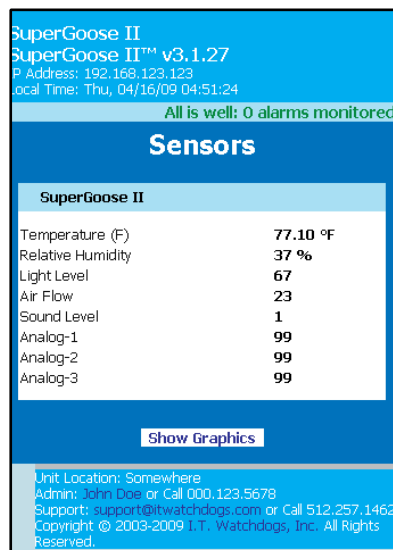 SuperGoose II
SuperGoose II™ v3.1.27
IP Address: 192.168.123.123
Local Time: Thu, 04/16/09 04:51:24
All is well: 0 alarms monitored
Sensors
SuperGoose II
Temperature (F) 77.10 ºF
Relative Humidity 37 %
Light Level 67
Air Flow 23
Sound Level 1
Analog-1 99
Analog-2 99
Analog-3 99
Show Graphics
Unit Location: Somewhere
Admin: John Doe or Call 000.123.5678
Support: support@itwatchdogs.com or Call 512.257.1462
Copyright © 2003-2009 I.T. Watchdogs, Inc. All Rights
Reserved.